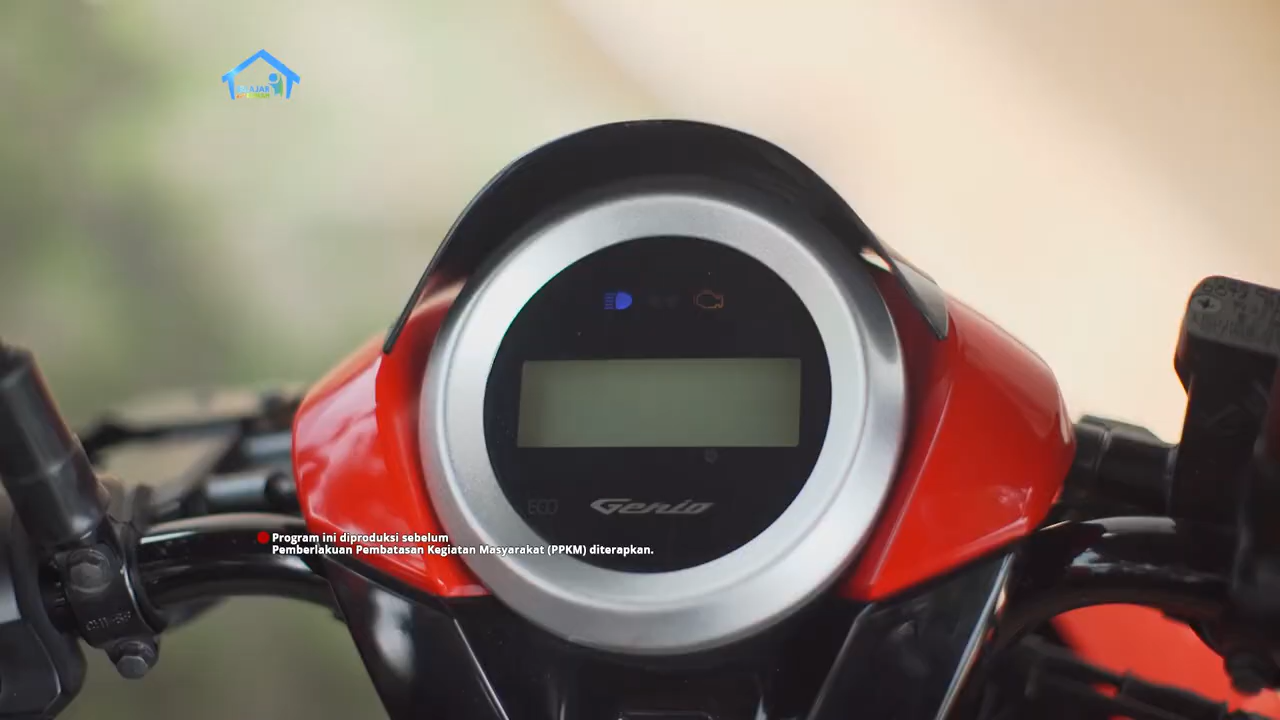 ECO
Genio
Program ini diproduksi sebelum
Pemberlakuan Pembatasan Kegiatan Masyarakat (PPKM) diterapkan.